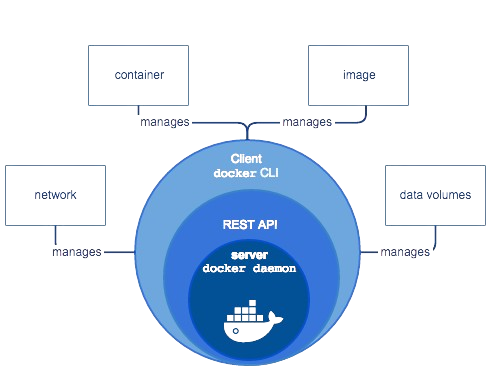 container
image
manages
manages
Client
docker CLI
network
data volumes
REST API
manages
manages
server
docker daemon